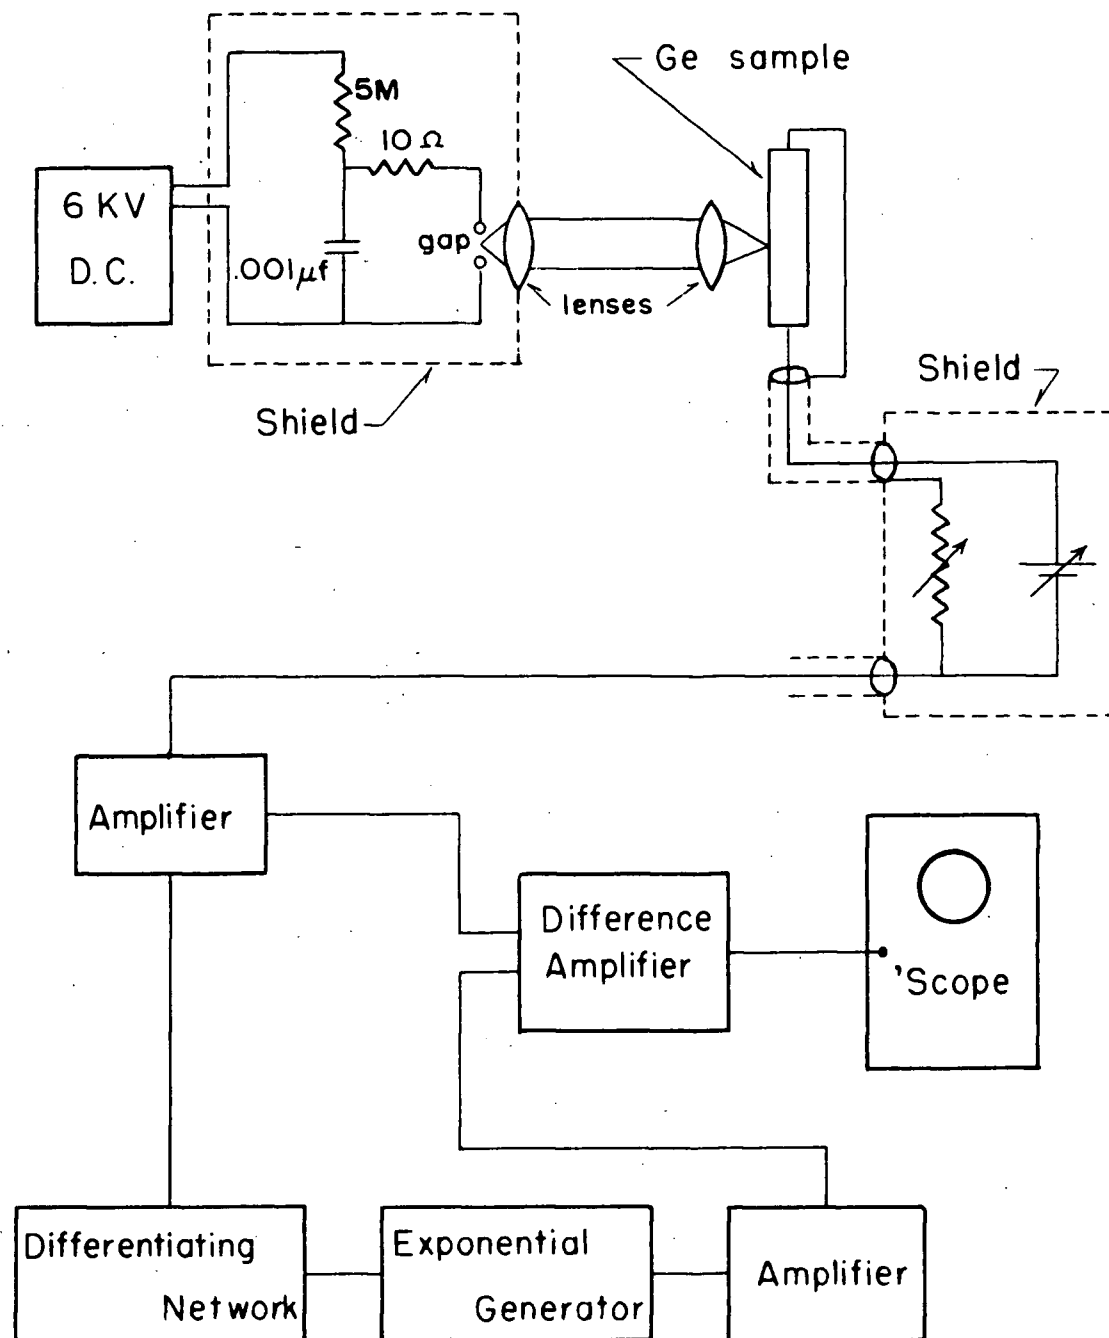 Ge sample
5M
10 Ω
6 KV
D.C.
gap
.001μf
lenses
Shield
Shield
Amplifier
Difference
Amplifier
'Scope
Differentiating
Network
Exponential
Generator
Amplifier